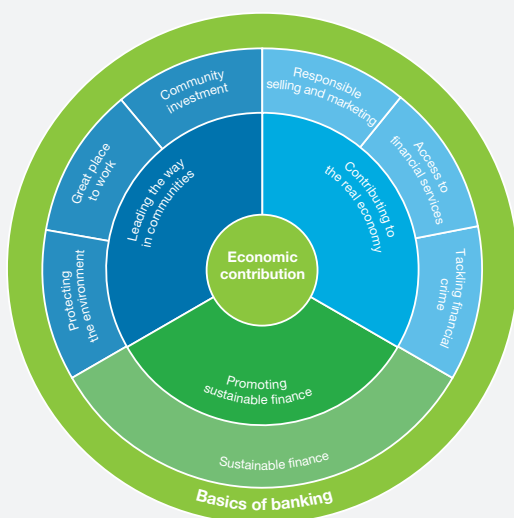 Community
investment
Responsible
selling and marketing
Great place
to work
Access to
financial services
Leading the way
in communities
Contributing to
the real economy
Economic
contribution
Protecting
the environment
Tackling financial
crime
Promoting
sustainable finance
Sustainable finance
Basics of banking